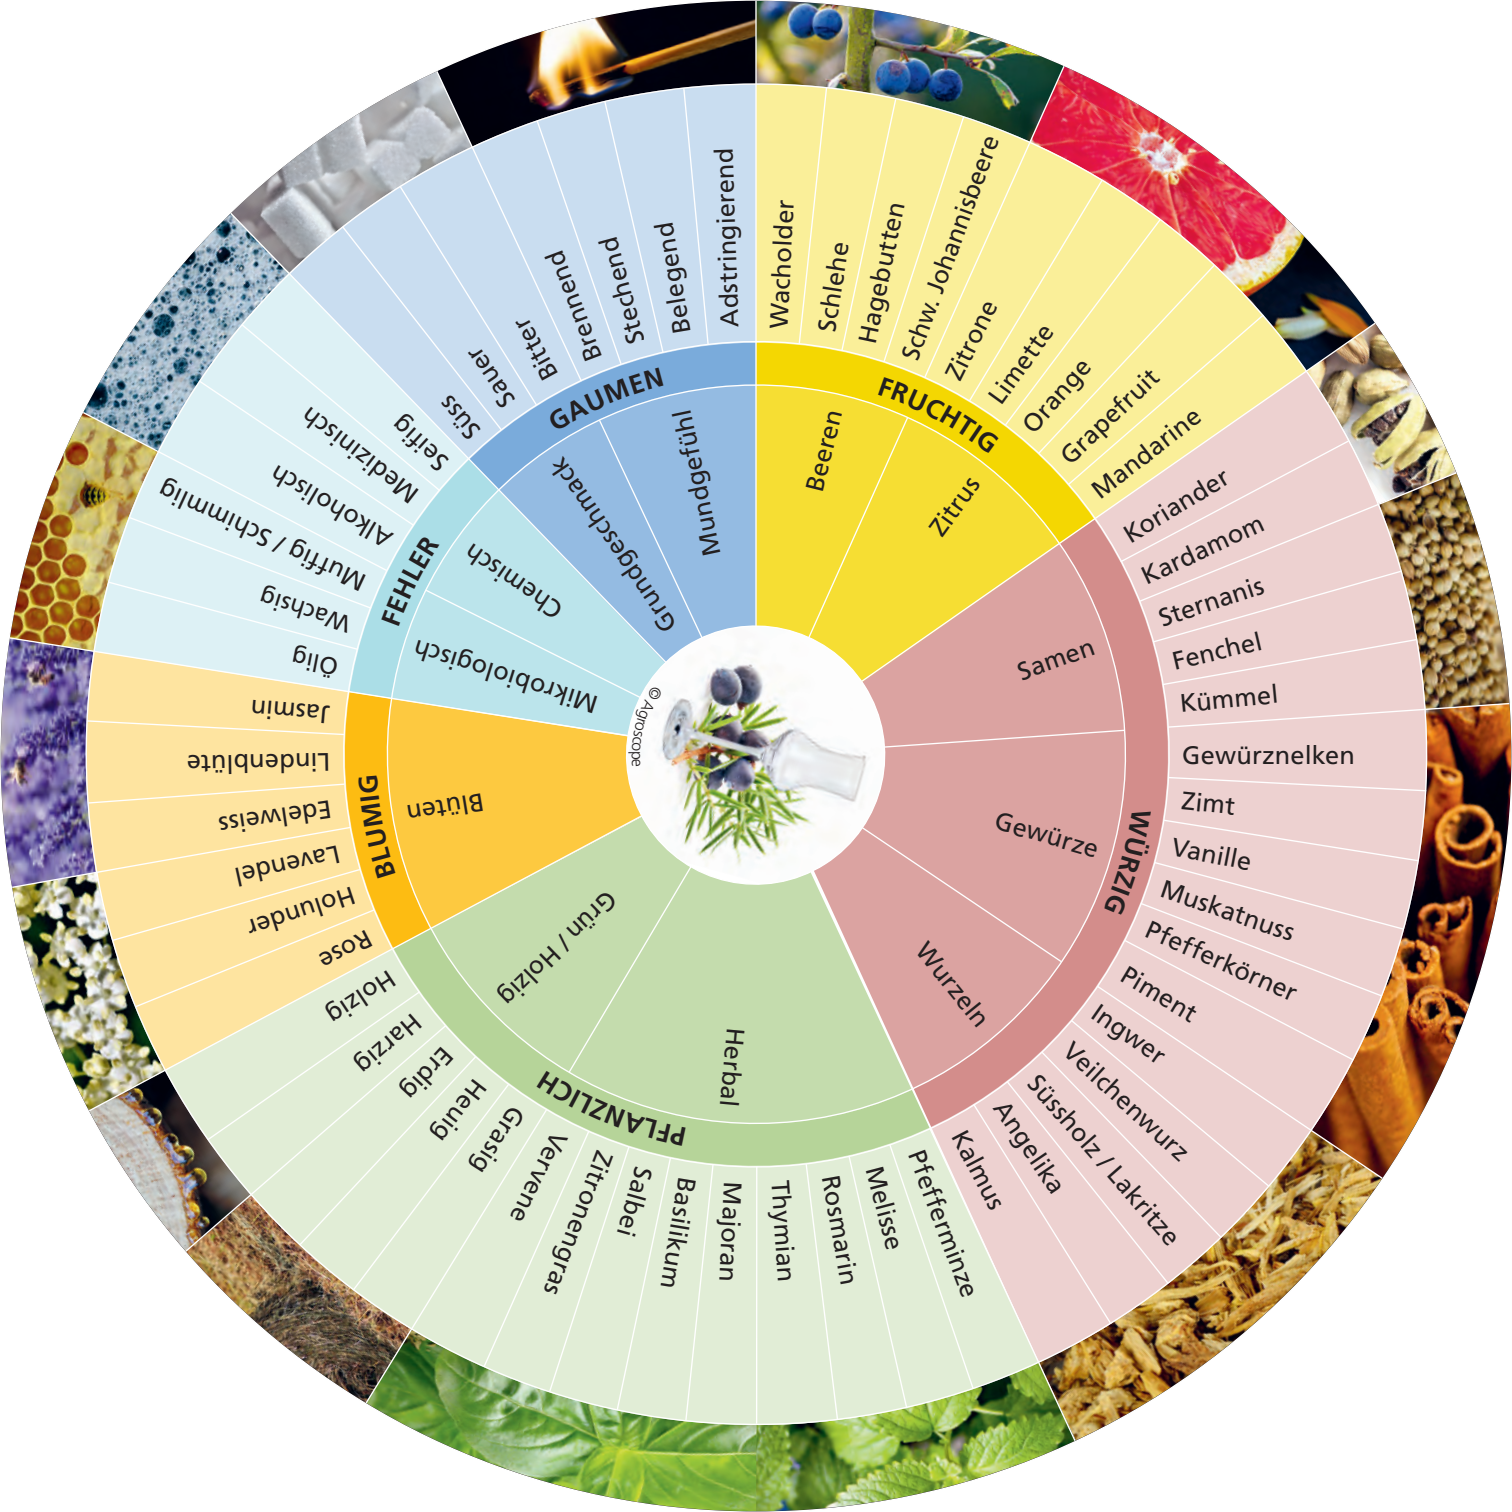 FRUCHTIG
Beeren
Wacholder
Schlehe
Hagebutten
Schw. Johannisbeere
Zitrus
Zitrone
Limette
Orange
Grapefruit
Mandarine
WÜRZIG
Samen
Koriander
Kardamom
Sternanis
Fenchel
Kümmel
Gewürze
Gewürznelken
Zimt
Vanille
Muskatnuss
Pfefferkörner
Piment
Wurzeln
Ingwer
Veilchenwurz
Süssholz / Lakritze
Angelika
Kalmus
PFLANZLICH
Herbal
Pfefferminze
Melisse
Rosmarin
Thymian
Majoran
Basilikum
Salbei
Zitronengras
Vervene
Grün / Holzig
Grasig
Heuig
Erdig
Harzig
Holzig
BLUMIG
Blüten
Rose
Holunder
Lavendel
Edelweiss
Lindenblüte
Jasmin
FEHLER
Mikrobiologisch
Ölig
Wachsig
Muffig / Schimmlig
Chemisch
Alkoholisch
Medizinisch
Seifig
GAUMEN
Grundgeschmack
Süss
Sauer
Bitter
Mundgefühl
Brennend
Stechend
Belegend
Adstringierend
© Agroscope